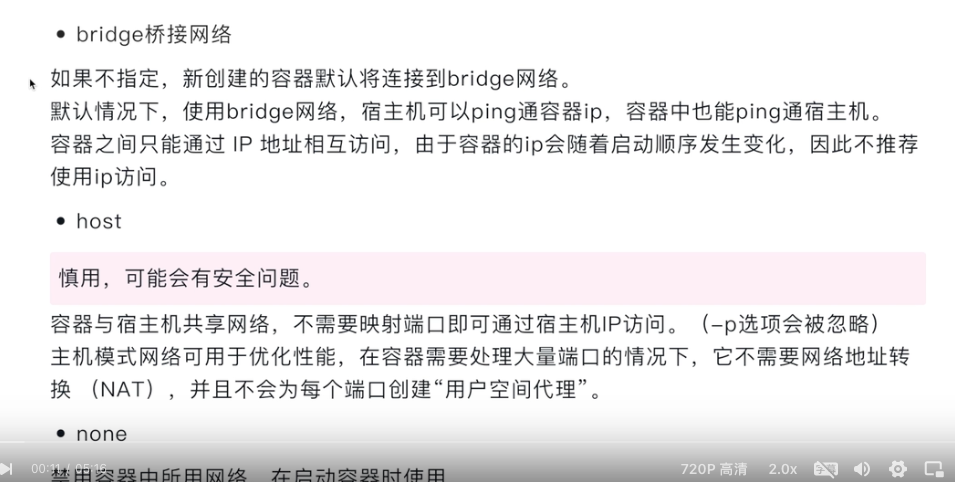 bridge桥接网络
如果不指定，新创建的容器默认将连接到bridge网络。
默认情况下，使用bridge网络，宿主机可以ping通容器ip，容器中也能ping通宿主机。
容器之间只能通过 IP 地址相互访问，由于容器的ip会随着启动顺序发生变化，因此不推荐
使用ip访问。
host
慎用，可能会有安全问题。
容器与宿主机共享网络，不需要映射端口即可通过宿主机IP访问。（-p选项会被忽略）
主机模式网络可用于优化性能，在容器需要处理大量端口的情况下，它不需要网络地址转
换 （NAT），并且不会为每个端口创建“用户空间代理”。
none
禁用容器中所用网络，在启动容器时使用
00:11 / 05:16 720P 高清 2.0x